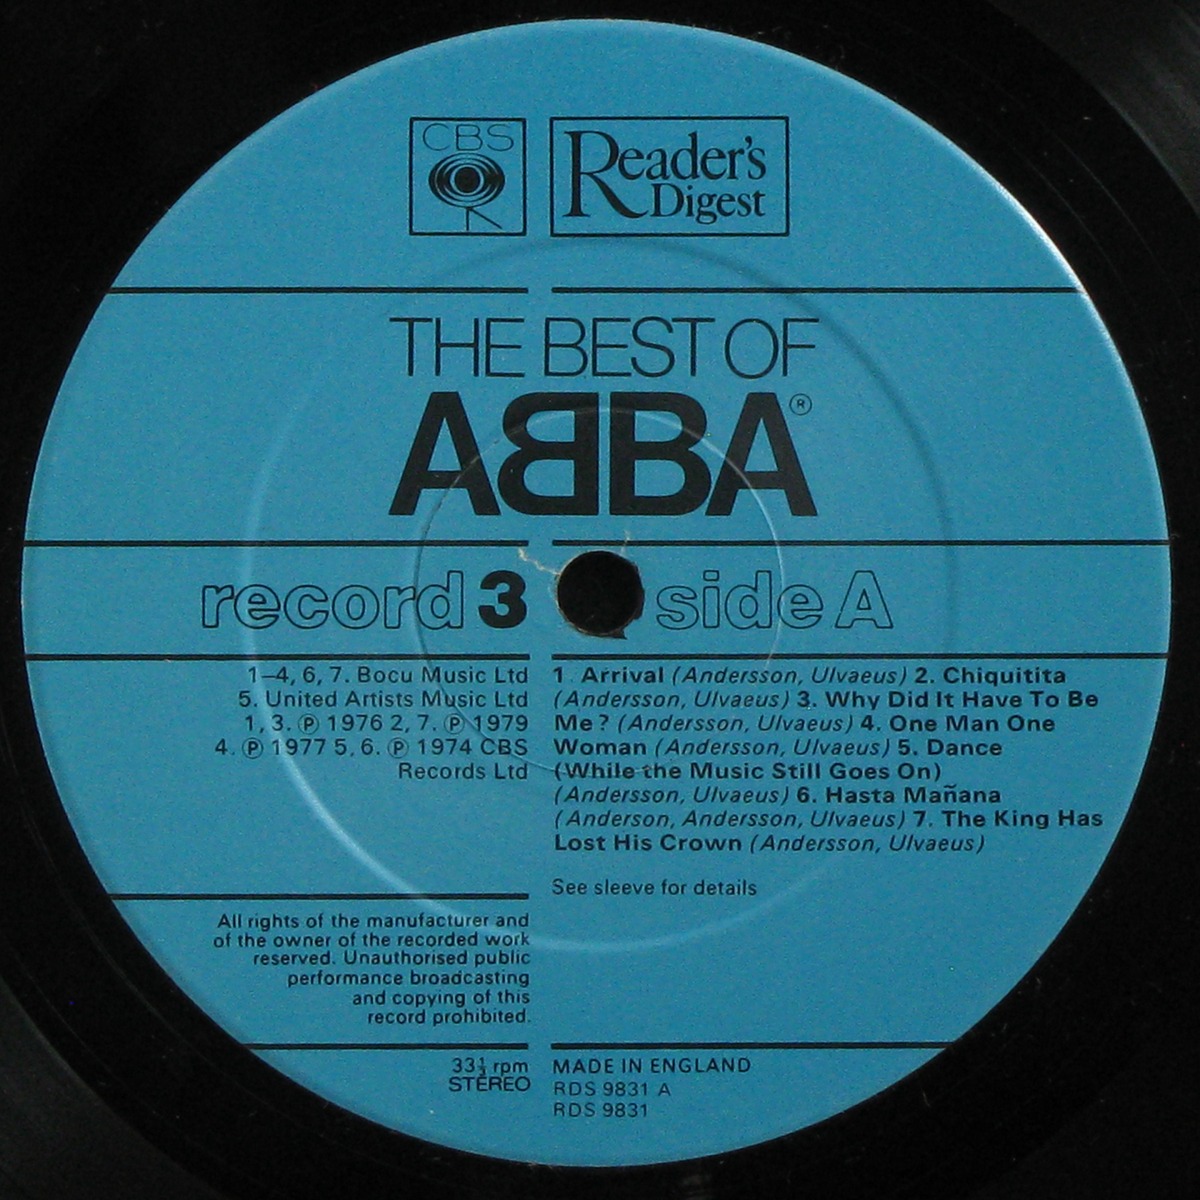 CBS
Reader's
Digest
THE BEST OF
ABBA®
record 3 side A
1–4, 6, 7. Bocu Music Ltd
5. United Artists Music Ltd
1, 3. Ⓟ 1976 2, 7. Ⓟ 1979
4. Ⓟ 1977 5, 6. Ⓟ 1974 CBS
Records Ltd
1. Arrival (Andersson, Ulvaeus) 2. Chiquitita
(Andersson, Ulvaeus) 3. Why Did It Have To Be
Me? (Andersson, Ulvaeus) 4. One Man One
Woman (Andersson, Ulvaeus) 5. Dance
(While the Music Still Goes On)
(Andersson, Ulvaeus) 6. Hasta Mañana
(Anderson, Andersson, Ulvaeus) 7. The King Has
Lost His Crown (Andersson, Ulvaeus)
See sleeve for details
All rights of the manufacturer and
of the owner of the recorded work
reserved. Unauthorised public
performance broadcasting
and copying of this
record prohibited.
33⅓ rpm
STEREO
MADE IN ENGLAND
RDS 9831 A
RDS 9831